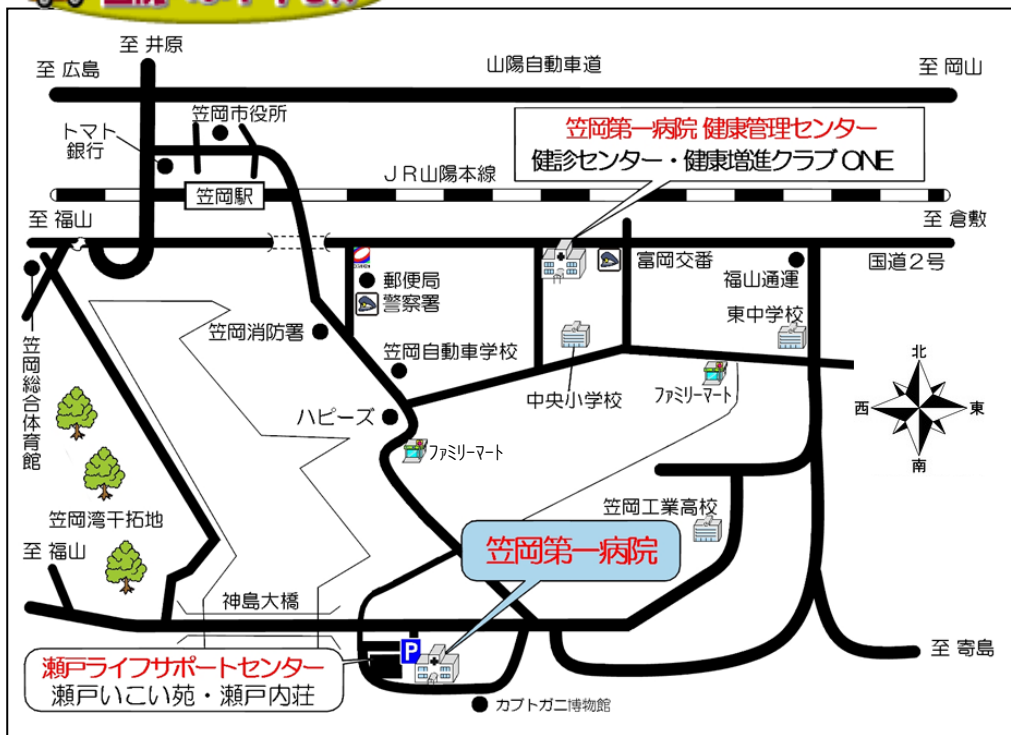 至 井原
至 広島
山陽自動車道
至 岡山
笠岡市役所
トマト
銀行
笠岡第一病院 健康管理センター
健診センター・健康増進クラブ ONE
JR山陽本線
笠岡駅
至 福山
至 倉敷
国道2号
郵便局
警察署
富岡交番
福山通運
東中学校
笠岡消防署
笠岡自動車学校
中央小学校
ファミリーマート
笠岡総合体育館
ハピーズ
ファミリーマート
北
西
東
南
笠岡湾干拓地
笠岡工業高校
至 福山
笠岡第一病院
神島大橋
P
至 寄島
瀬戸ライフサポートセンター
瀬戸いこい苑・瀬戸内荘
カブトガニ博物館